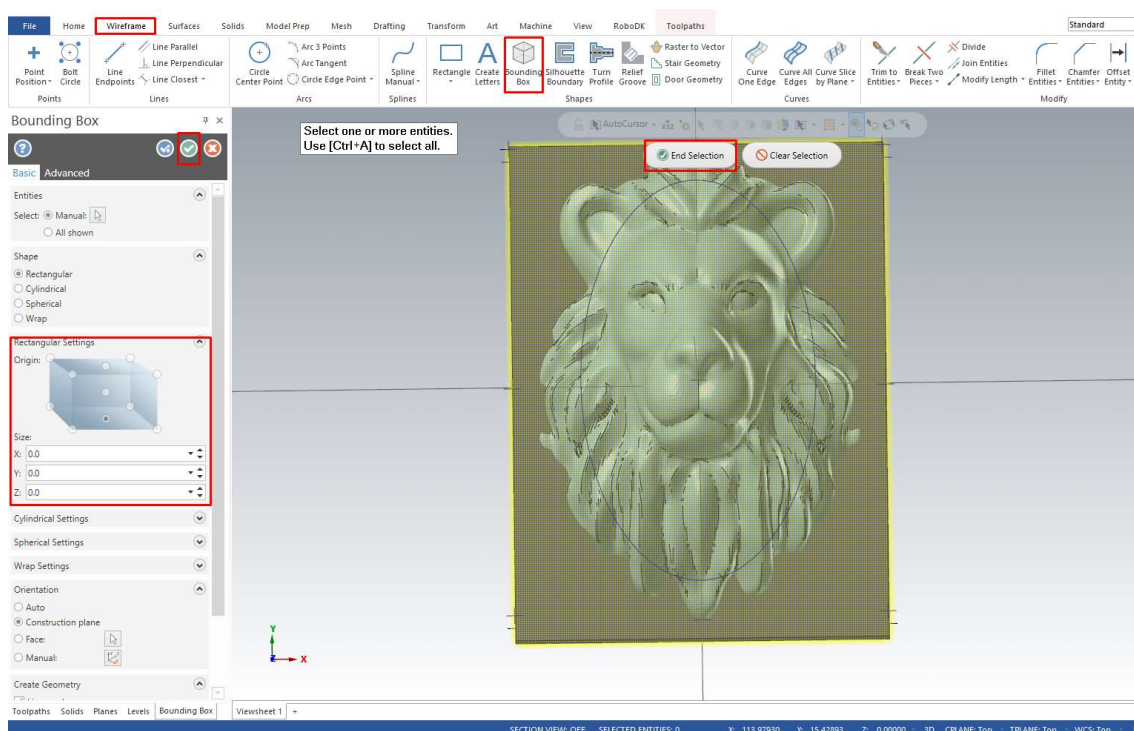 File Home Wireframe Surfaces Solids Model Prep Mesh Drafting Transform Art Machine View RoboDK Toolpaths Standard
Point Position Bolt Circle
Points
Line Endpoints
Line Parallel
Line Perpendicular
Line Closest
Lines
Circle Center Point
Arc 3 Points
Arc Tangent
Circle Edge Point
Arcs
Spline Manual
Splines
Rectangle Create Letters Bounding Box Silhouette Boundary Turn Profile Relief Groove
Raster to Vector
Stair Geometry
Door Geometry
Shapes
Curve One Edge Curve All Edges Curve Slice by Plane
Curves
Trim to Entities Break Two Pieces
Divide
Join Entities
Modify Length
Fillet Entities Chamfer Entities Offset Entity
Modify
Bounding Box
Basic Advanced
Entities
Select: Manual:
All shown
Shape
Rectangular
Cylindrical
Spherical
Wrap
Rectangular Settings
Origin:
Size:
X: 0.0
Y: 0.0
Z: 0.0
Cylindrical Settings
Spherical Settings
Wrap Settings
Orientation
Auto
Construction plane
Face:
Manual:
Create Geometry
Toolpaths Solids Planes Levels Bounding Box
Select one or more entities.
Use [Ctrl+A] to select all.
AutoCursor
End Selection Clear Selection
Y
Z X
Viewsheet 1 +
SECTION VIEW: OFF SELECTED ENTITIES: 0 X: 113.97930 Y: 15.42893 Z: 0.00000 3D CPLANE: Top TPLANE: Top WCS: Top